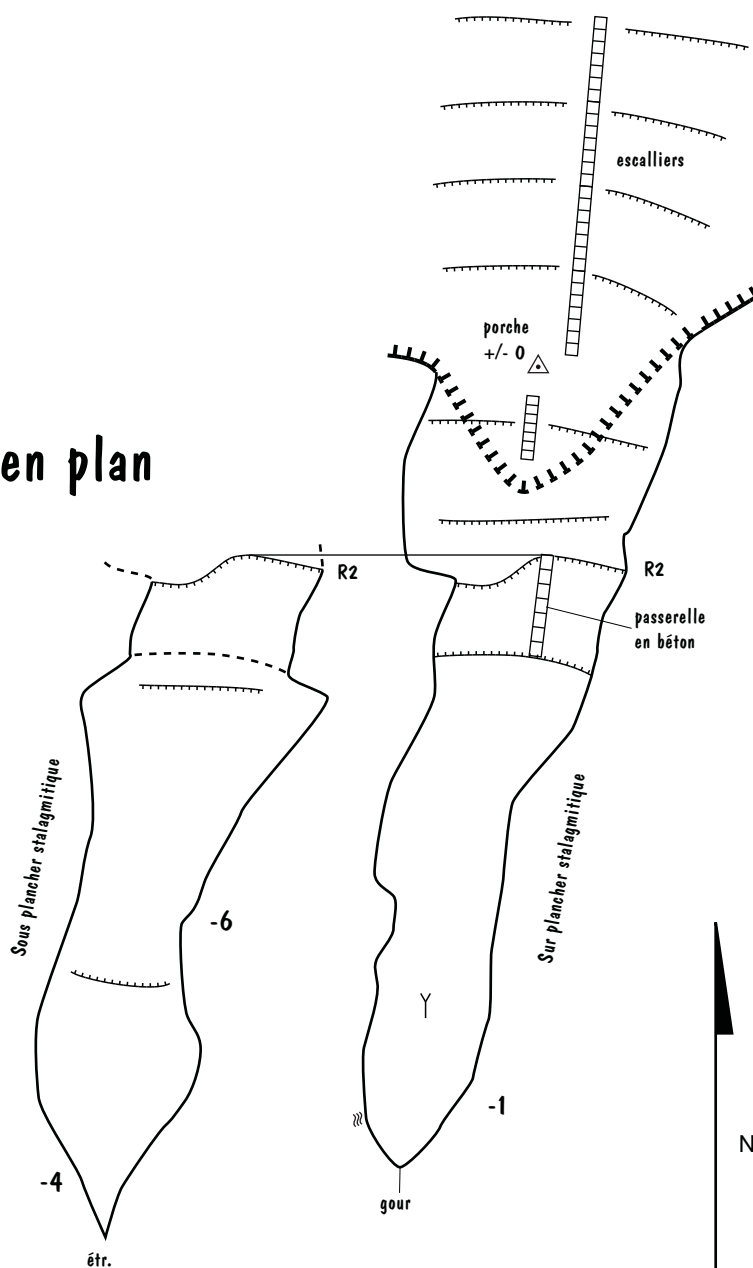 escalliers
porche
+/- 0
en plan
R2
R2
passerelle
en béton
Sous plancher stalagmitique
Sur plancher stalagmitique
-6
-1
N
-4
gour
étr.